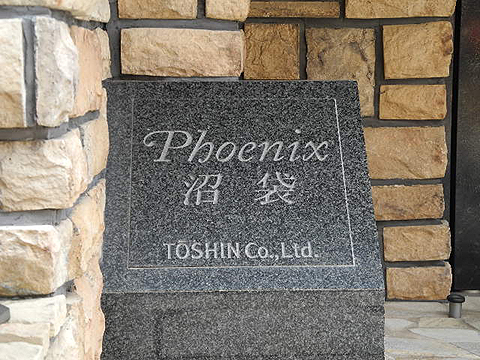 Phoenix
沼袋
TOSHIN Co.,Ltd.